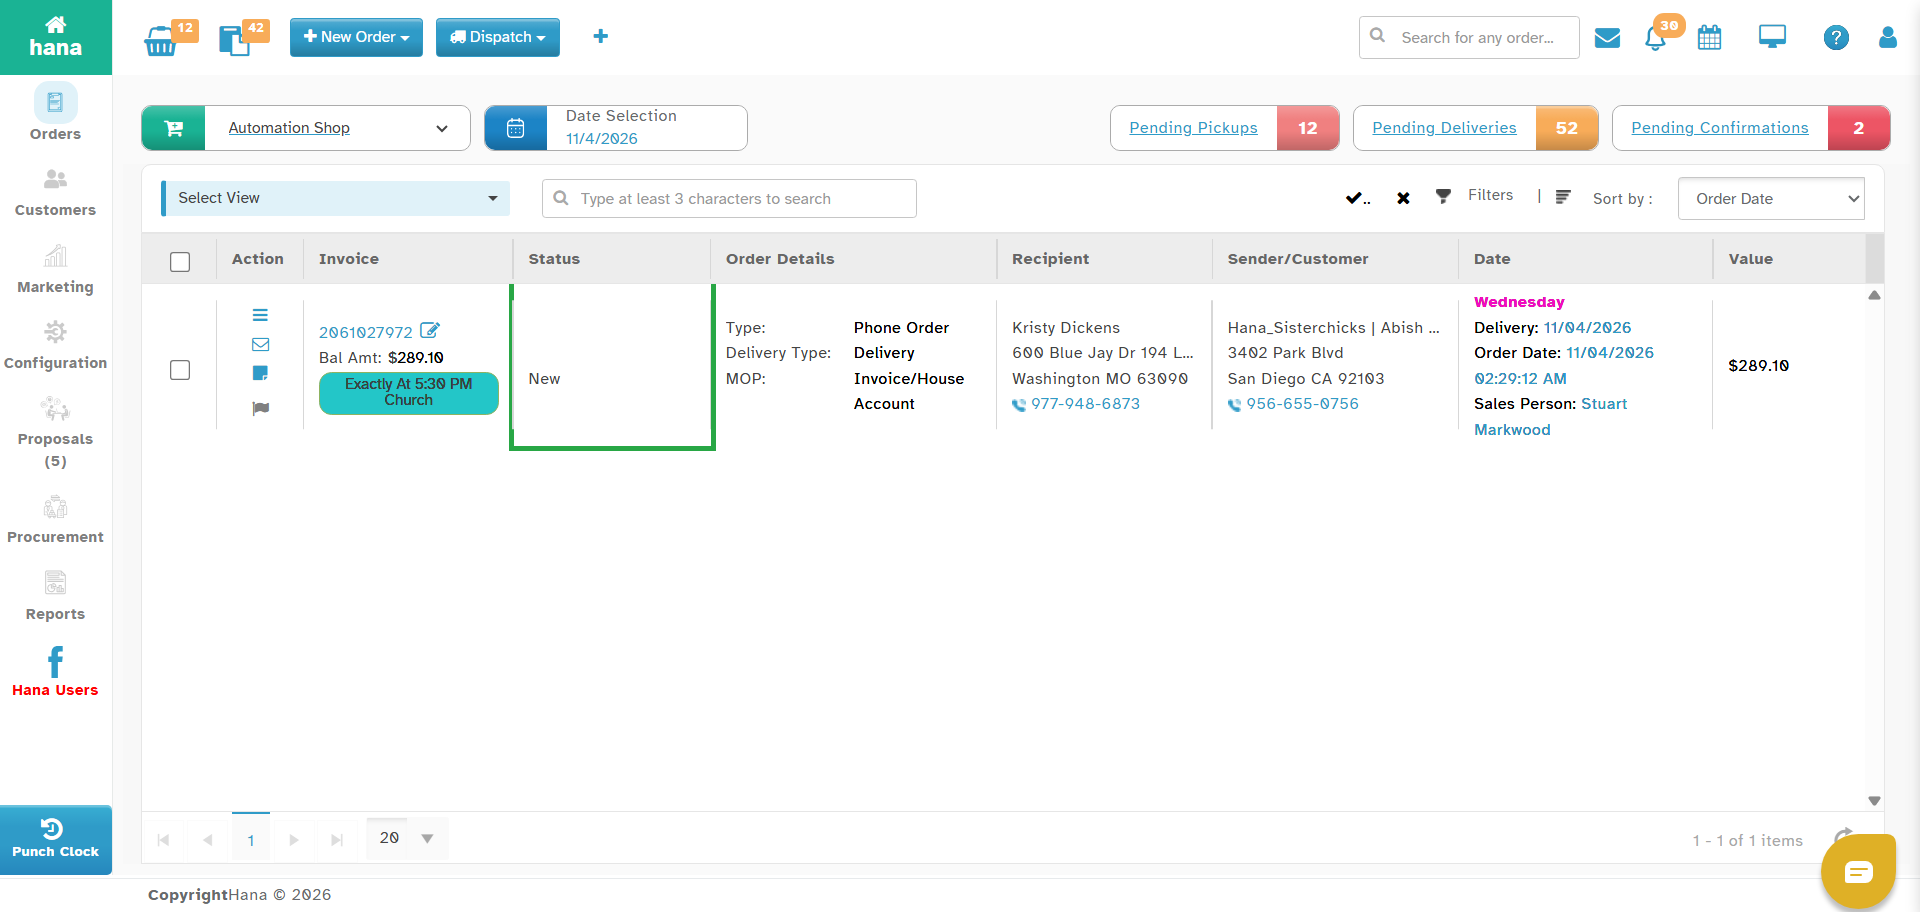 hana
12
42
New Order
Dispatch
Search for any order...
30
Orders
Customers
Marketing
Configuration
Proposals
(5)
Procurement
Reports
Hana Users
Punch Clock
Automation Shop
Date Selection
11/4/2026
Pending Pickups 12
Pending Deliveries 52
Pending Confirmations 2
Select View
Type at least 3 characters to search
..
Filters
|
Sort by :
Order Date
Action Invoice Status Order Details Recipient Sender/Customer Date Value
2061027972
Bal Amt: $289.10
Exactly At 5:30 PM
Church
New
Type: Phone Order
Delivery Type: Delivery
MOP: Invoice/House
Account
Kristy Dickens
600 Blue Jay Dr 194 L...
Washington MO 63090
977-948-6873
Hana_Sisterchicks | Abish ...
3402 Park Blvd
San Diego CA 92103
956-655-0756
Wednesday
Delivery: 11/04/2026
Order Date: 11/04/2026
02:29:12 AM
Sales Person: Stuart
Markwood
$289.10
1
20
1 - 1 of 1 items
CopyrightHana © 2026